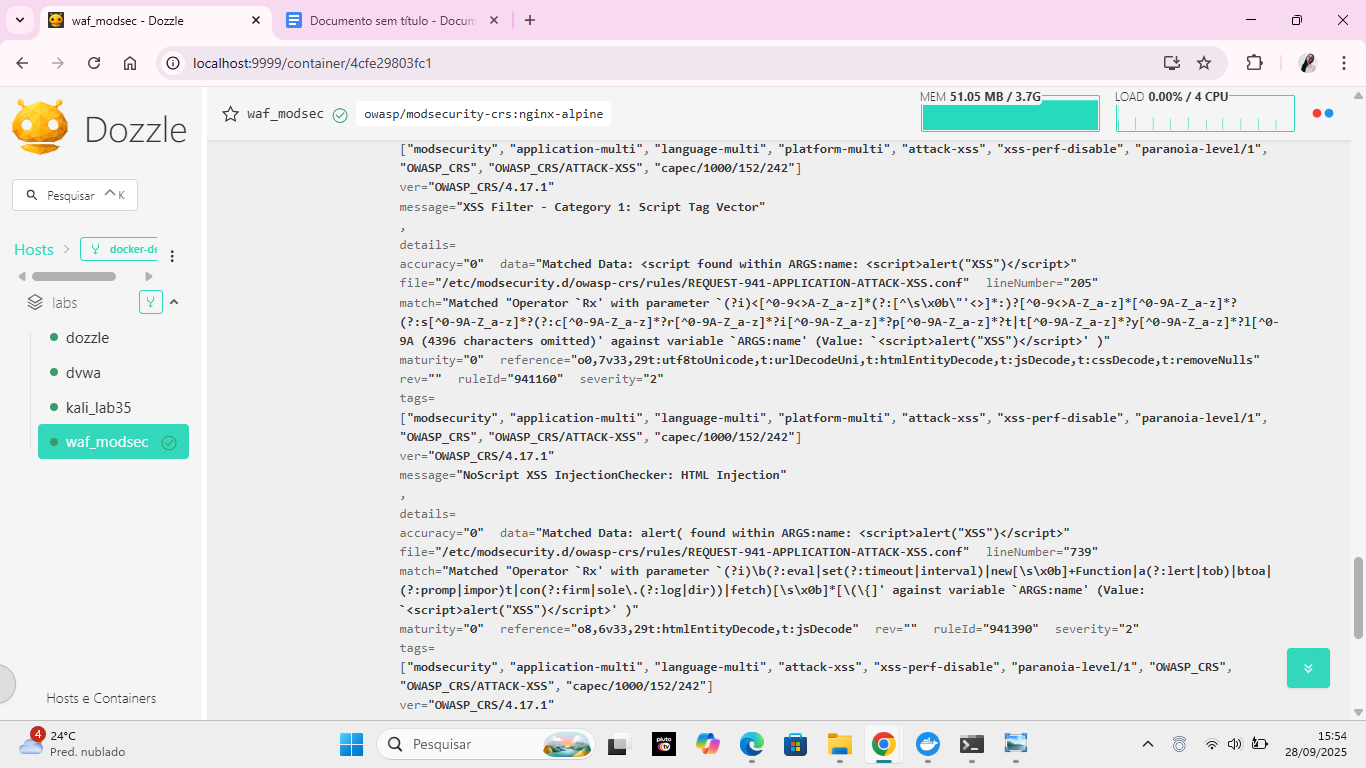 waf_modsec - Dozzle
Documento sem título - Docum
localhost:9999/container/4cfe29803fc1
Dozzle
Pesquisar ^ K
Hosts
docker-de
labs
dozzle
dvwa
kali_lab35
waf_modsec
Hosts e Containers
waf_modsec
owasp/modsecurity-crs:nginx-alpine
MEM 51.05 MB / 3.7G
LOAD 0.00% / 4 CPU
["modsecurity", "application-multi", "language-multi", "platform-multi", "attack-xss", "xss-perf-disable", "paranoia-level/1",
"OWASP_CRS", "OWASP_CRS/ATTACK-XSS", "capec/1000/152/242"]
ver="OWASP_CRS/4.17.1"
message="XSS Filter - Category 1: Script Tag Vector"
,
details=
accuracy="0" data="Matched Data: <script found within ARGS:name: <script>alert("XSS")</script>"
file="/etc/modsecurity.d/owasp-crs/rules/REQUEST-941-APPLICATION-ATTACK-XSS.conf" lineNumber="205"
match="Matched "Operator `Rx' with parameter `(?i)<[^0-9<>A-Z_a-z]*(?:[^\s\x0b\"'<>]*:)?[^0-9<>A-Z_a-z]*[^0-9A-Z_a-z]*?
(?:s[^0-9A-Z_a-z]*?(?:c[^0-9A-Z_a-z]*?r[^0-9A-Z_a-z]*?i[^0-9A-Z_a-z]*?p[^0-9A-Z_a-z]*?t|t[^0-9A-Z_a-z]*?y[^0-9A-Z_a-z]*?l[^0-
9A (4396 characters omitted)' against variable `ARGS:name' (Value: `<script>alert("XSS")</script>' )"
maturity="0" reference="o0,7v33,29t:utf8toUnicode,t:urlDecodeUni,t:htmlEntityDecode,t:jsDecode,t:cssDecode,t:removeNulls"
rev="" ruleId="941160" severity="2"
tags=
["modsecurity", "application-multi", "language-multi", "platform-multi", "attack-xss", "xss-perf-disable", "paranoia-level/1",
"OWASP_CRS", "OWASP_CRS/ATTACK-XSS", "capec/1000/152/242"]
ver="OWASP_CRS/4.17.1"
message="NoScript XSS InjectionChecker: HTML Injection"
,
details=
accuracy="0" data="Matched Data: alert( found within ARGS:name: <script>alert("XSS")</script>"
file="/etc/modsecurity.d/owasp-crs/rules/REQUEST-941-APPLICATION-ATTACK-XSS.conf" lineNumber="739"
match="Matched "Operator `Rx' with parameter `(?i)\b(?:eval|set(?:timeout|interval)|new[\s\x0b]+Function|a(?:lert|tob)|btoa|
(?:promp|impor)t|con(?:firm|sole\.(?:log|dir))|fetch)[\s\x0b]*[\(\{]' against variable `ARGS:name' (Value:
`<script>alert("XSS")</script>' )"
maturity="0" reference="o8,6v33,29t:htmlEntityDecode,t:jsDecode" rev="" ruleId="941390" severity="2"
tags=
["modsecurity", "application-multi", "language-multi", "attack-xss", "xss-perf-disable", "paranoia-level/1", "OWASP_CRS",
"OWASP_CRS/ATTACK-XSS", "capec/1000/152/242"]
ver="OWASP_CRS/4.17.1"
4
24°C
Pred. nublado
Pesquisar
pluto tv
15:54
28/09/2025